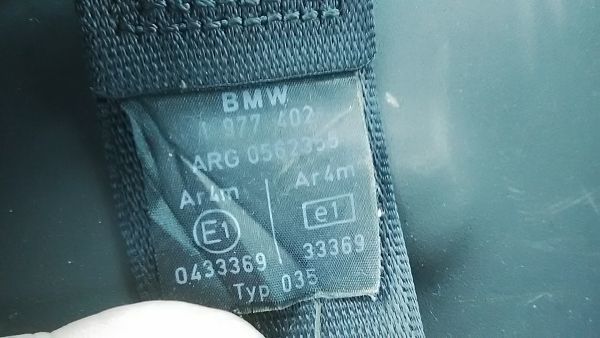 BMW
1 977 402
ARG 0562355
Ar4m Ar4m
E1 e1
0433369 33369
Typ 035